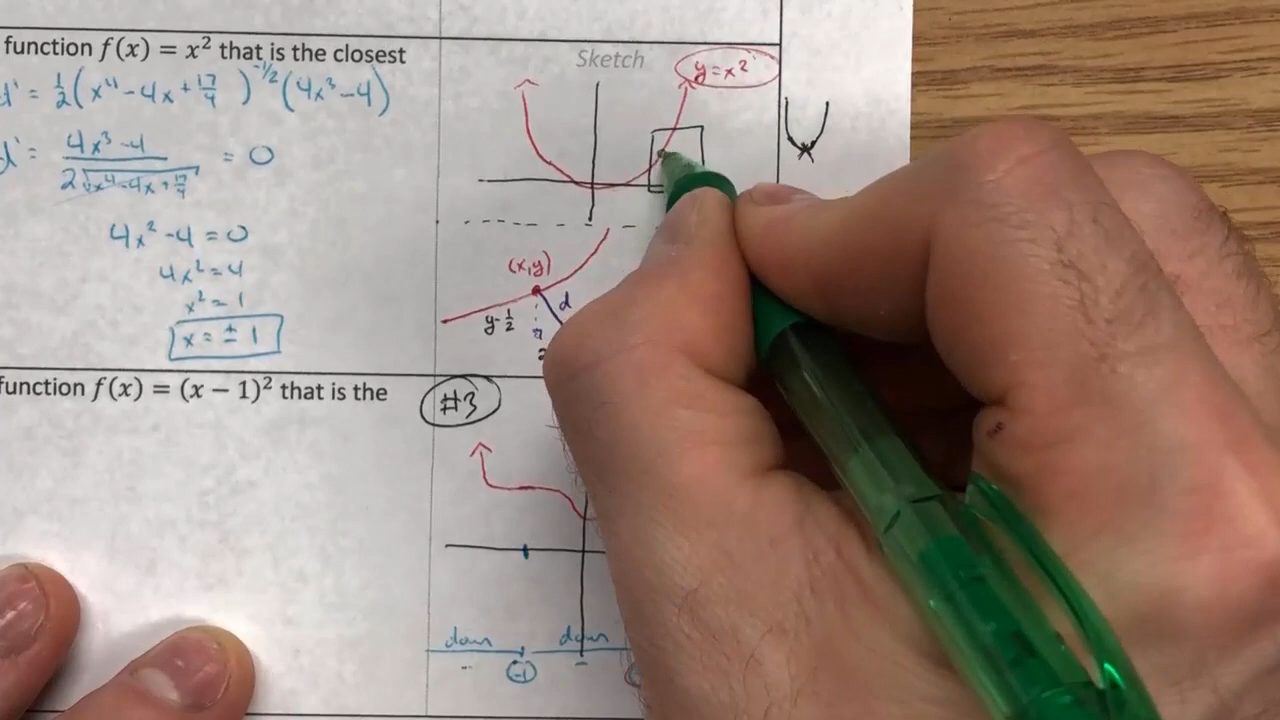 function f(x) = x² that is the closest
d' = ½(x⁴ - 4x + 17/4)^(-1/2) (4x³ - 4)
d' = (4x³ - 4) / (2√(x⁴ - 4x + 17/4)) = 0
4x² - 4 = 0
4x² = 4
x² = 1
x = ± 1
Sketch
y = x²
(x,y)
d
y-½
function f(x) = (x − 1)² that is the
#3
down
down
-1